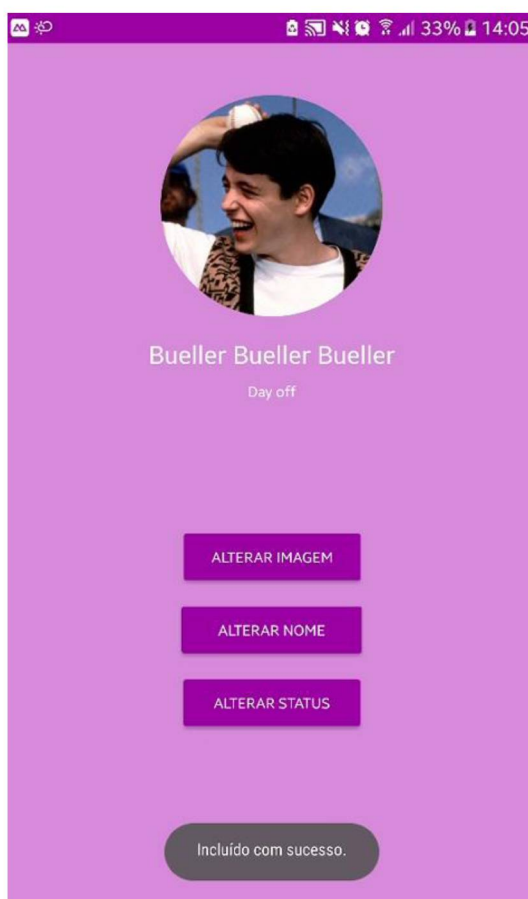 33% 14:05
Bueller Bueller Bueller
Day off
ALTERAR IMAGEM
ALTERAR NOME
ALTERAR STATUS
Incluído com sucesso.